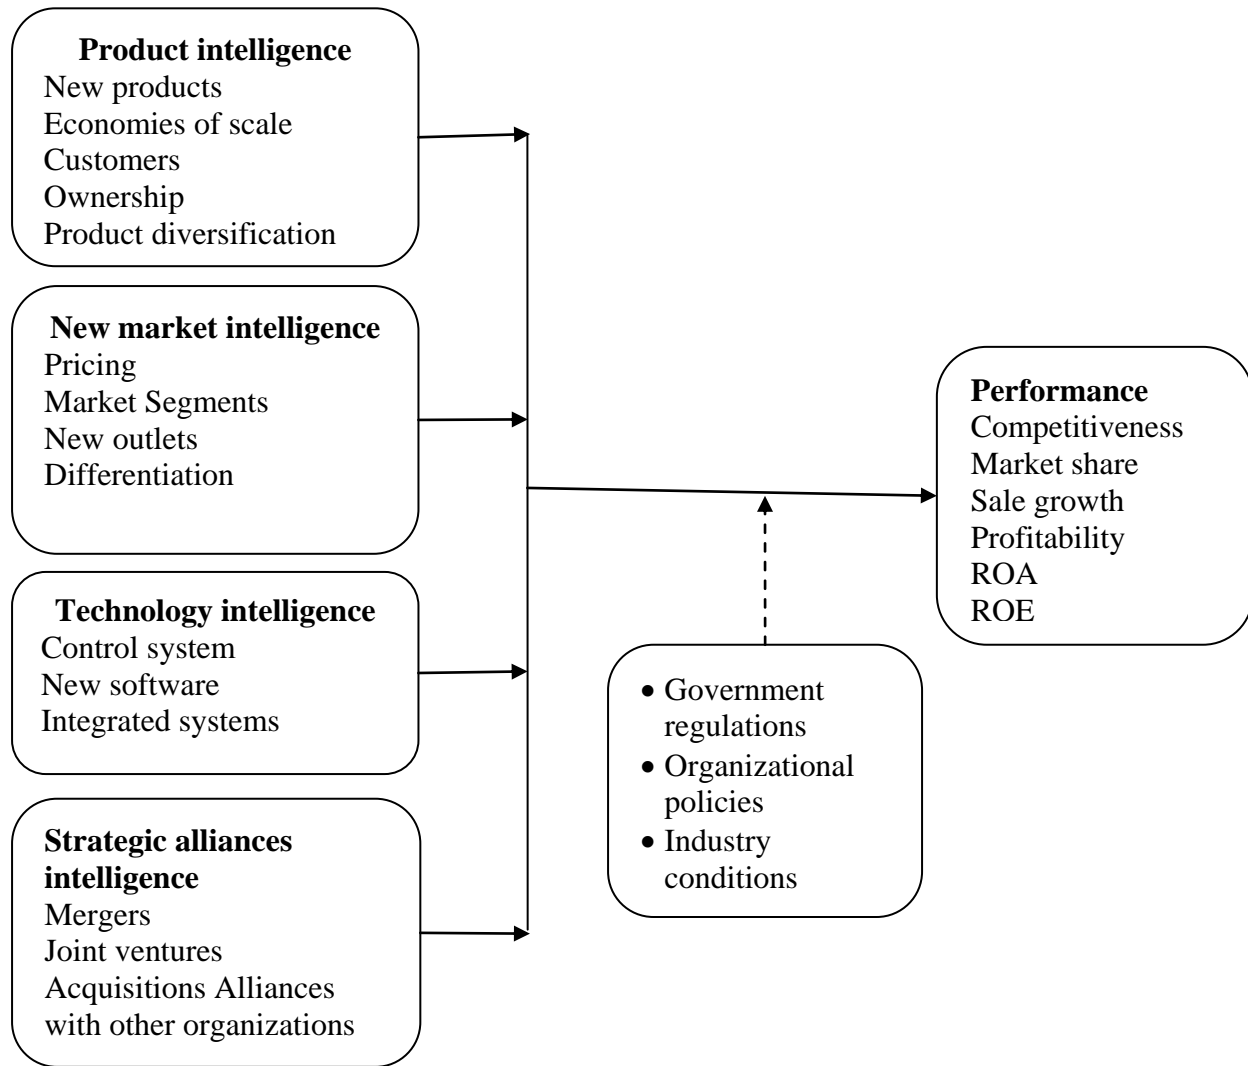 Product intelligence
New products
Economies of scale
Customers
Ownership
Product diversification
New market intelligence
Pricing
Market Segments
New outlets
Differentiation
Technology intelligence
Control system
New software
Integrated systems
Strategic alliances
intelligence
Mergers
Joint ventures
Acquisitions Alliances
with other organizations
• Government
regulations
• Organizational
policies
• Industry
conditions
Performance
Competitiveness
Market share
Sale growth
Profitability
ROA
ROE